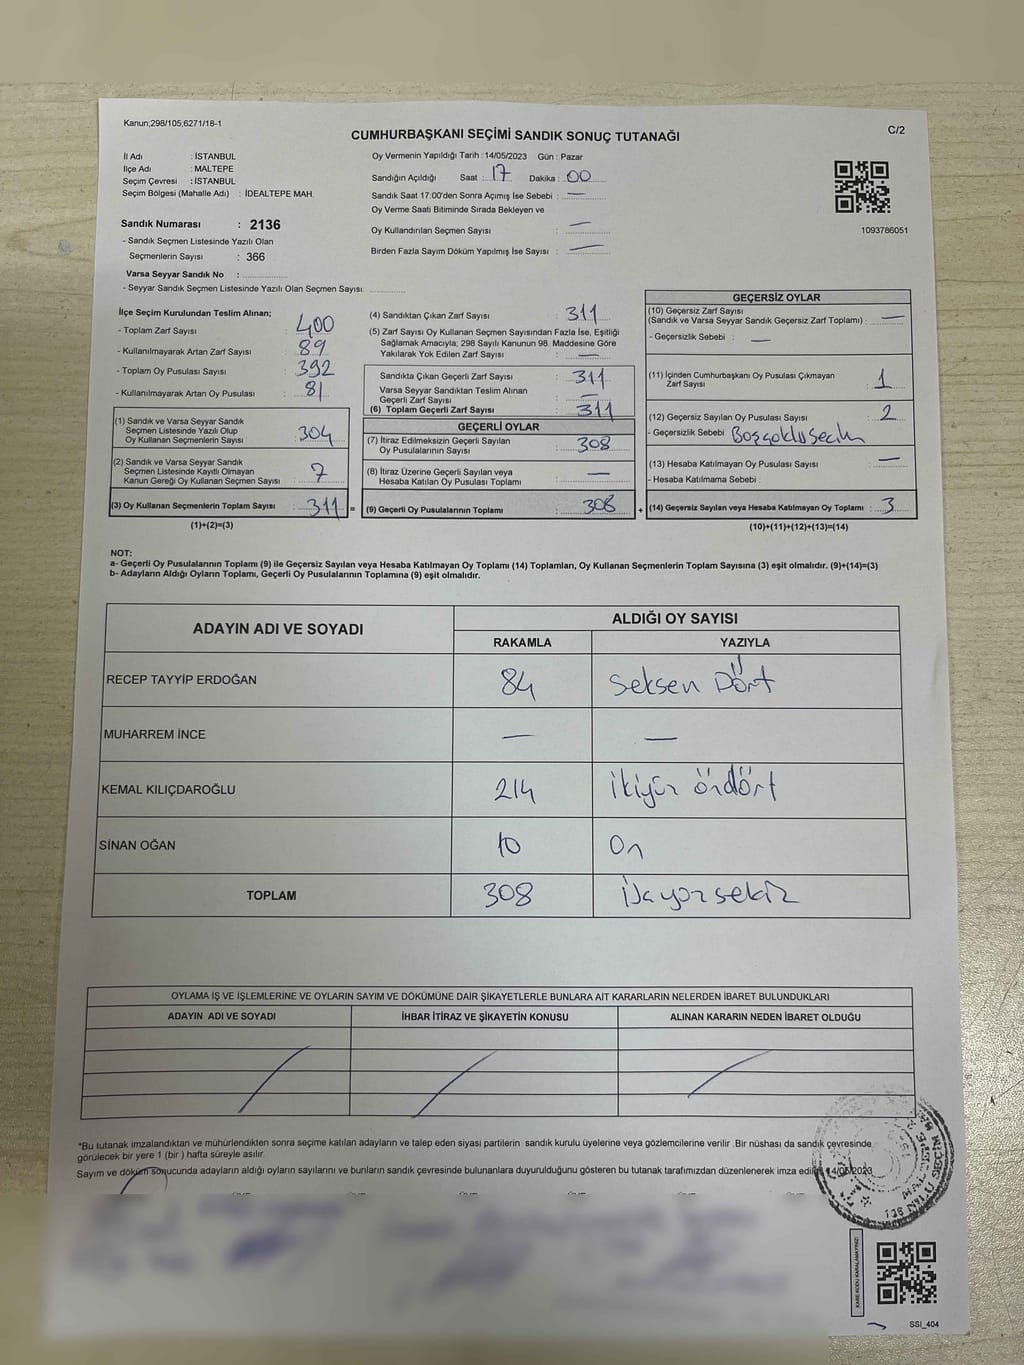 Kanun,298/105,6271/18-1
C/2
CUMHURBAŞKANI SEÇİMİ SANDIK SONUÇ TUTANAĞI
İl Adı : İSTANBUL
İlçe Adı : MALTEPE
Seçim Çevresi : İSTANBUL
Seçim Bölgesi (Mahalle Adı) : İDEALTEPE MAH.
Sandık Numarası : 2136
- Sandık Seçmen Listesinde Yazılı Olan
Seçmenlerin Sayısı : 366
Varsa Seyyar Sandık No :
- Seyyar Sandık Seçmen Listesinde Yazılı Olan Seçmen Sayısı:
Oy Vermenin Yapıldığı Tarih : 14/05/2023 Gün : Pazar
Sandığın Açıldığı Saat : 17 Dakika : 00
Sandık Saat 17:00'den Sonra Açımış İse Sebebi : —
Oy Verme Saati Bitiminde Sırada Bekleyen ve
Oy Kullandırılan Seçmen Sayısı : —
Birden Fazla Sayım Döküm Yapılmış İse Sayısı : —
1093786051
İlçe Seçim Kurulundan Teslim Alınan;
- Toplam Zarf Sayısı : 400
- Kullanılmayarak Artan Zarf Sayısı : 89
- Toplam Oy Pusulası Sayısı : 392
- Kullanılmayarak Artan Oy Pusulası : 81
(1) Sandık ve Varsa Seyyar Sandık
Seçmen Listesinde Yazılı Olup
Oy Kullanan Seçmenlerin Sayısı : 304
(2) Sandık ve Varsa Seyyar Sandık
Seçmen Listesinde Kayıtlı Olmayan
Kanun Gereği Oy Kullanan Seçmen Sayısı : 7
(3) Oy Kullanan Seçmenlerin Toplam Sayısı : 311 =
(1)+(2)=(3)
(4) Sandıktan Çıkan Zarf Sayısı : 311
(5) Zarf Sayısı Oy Kullanan Seçmen Sayısından Fazla İse, Eşitliği
Sağlamak Amacıyla; 298 Sayılı Kanunun 98. Maddesine Göre
Yakılarak Yok Edilen Zarf Sayısı : —
Sandıkta Çıkan Geçerli Zarf Sayısı : 311
Varsa Seyyar Sandıktan Teslim Alınan
Geçerli Zarf Sayısı : —
(6) Toplam Geçerli Zarf Sayısı : 311
GEÇERLİ OYLAR
(7) İtiraz Edilmeksizin Geçerli Sayılan
Oy Pusulalarının Sayısı : 308
(8) İtiraz Üzerine Geçerli Sayılan veya
Hesaba Katılan Oy Pusulası Toplamı : —
(9) Geçerli Oy Pusulalarının Toplamı : 308 +
GEÇERSİZ OYLAR
(10) Geçersiz Zarf Sayısı
(Sandık ve Varsa Seyyar Sandık Geçersiz Zarf Toplamı) : —
- Geçersizlik Sebebi : —
(11) İçinden Cumhurbaşkanı Oy Pusulası Çıkmayan
Zarf Sayısı : 1
(12) Geçersiz Sayılan Oy Pusulası Sayısı : 2
- Geçersizlik Sebebi
(13) Hesaba Katılmayan Oy Pusulası Sayısı : —
- Hesaba Katılmama Sebebi :
(14) Geçersiz Sayılan veya Hesaba Katılmayan Oy Toplamı : 3
(10)+(11)+(12)+(13)=(14)
NOT:
a- Geçerli Oy Pusulalarının Toplamı (9) ile Geçersiz Sayılan veya Hesaba Katılmayan Oy Toplamı (14) Toplamları, Oy Kullanan Seçmenlerin Toplam Sayısına (3) eşit olmalıdır. (9)+(14)=(3)
b- Adayların Aldığı Oyların Toplamı, Geçerli Oy Pusulalarının Toplamına (9) eşit olmalıdır.
ADAYIN ADI VE SOYADI
ALDIĞI OY SAYISI
RAKAMLA YAZIYLA
RECEP TAYYİP ERDOĞAN 84 Seksen Dört
MUHARREM İNCE — —
KEMAL KILIÇDAROĞLU 214 ikiyüz öndört
SİNAN OĞAN 10 On
TOPLAM 308
OYLAMA İŞ VE İŞLEMLERİNE VE OYLARIN SAYIM VE DÖKÜMÜNE DAİR ŞİKAYETLERLE BUNLARA AİT KARARLARIN NELERDEN İBARET BULUNDUKLARI
ADAYIN ADI VE SOYADI İHBAR İTİRAZ VE ŞİKAYETİN KONUSU ALINAN KARARIN NEDEN İBARET OLDUĞU
*Bu tutanak imzalandıktan ve mühürlendikten sonra seçime katılan adayların ve talep eden siyasi partilerin sandık kurulu üyelerine veya gözlemcilerine verilir .Bir nüshası da sandık çevresinde
görülecek bir yere 1 (bir ) hafta süreyle asılır.
Sayım ve döküm sonucunda adayların aldığı oyların sayılarını ve bunların sandık çevresinde bulunanlara duyurulduğunu gösteren bu tutanak tarafımızdan düzenlenerek imza edildi 14/05/2023
KARE KODU KARALAMAYINIZ!
SSI_404